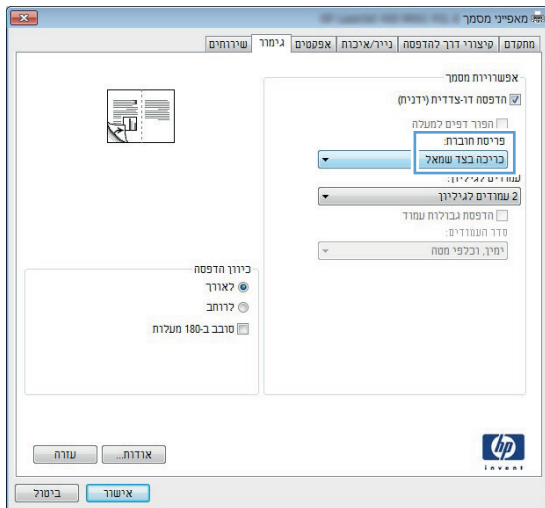 מאפייני מסמך
מתקדם
קיצורי דרך להדפסה
נייר/איכות
אפקטים
גימור
שירותים
אפשרויות מסמך
הדפסה דו-צדדית (ידנית)
הפוך דפים למעלה
פריסת חוברת:
כריכה בצד שמאל
עמודים לגיליון:
2 עמודים לגיליון
הדפסת גבולות עמוד
סדר העמודים:
ימין, וכלפי מטה
כיוון הדפסה
לאורך
לרוחב
סובב ב-180 מעלות
hp
invent
אודות...
עזרה
אישור
ביטול